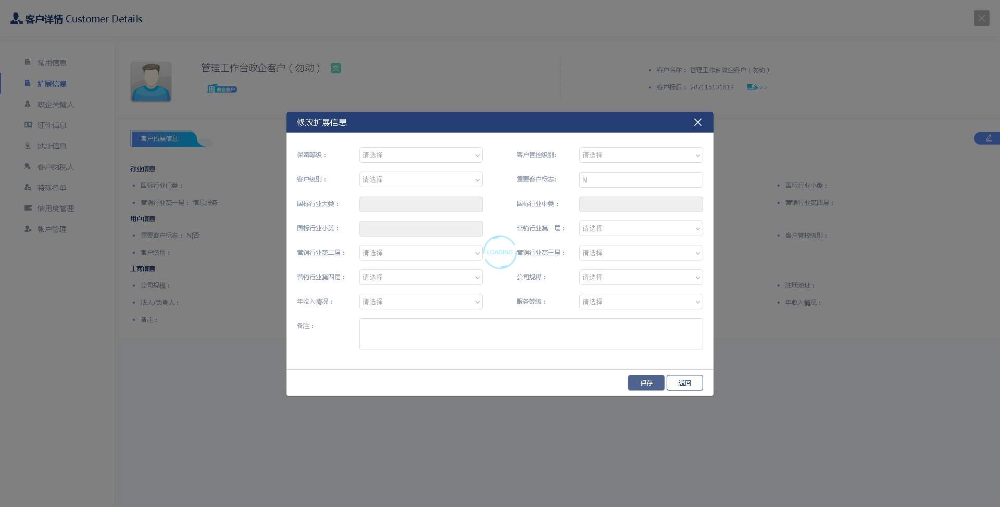 客户详情 Customer Details
常用信息
扩展信息
政企关键人
证件信息
地址信息
客户纳税人
特殊名单
信用度管理
帐户管理
管理工作台政企客户（勿动） 实
政企客户
客户名称： 管理工作台政企客户（勿动）
客户标识： 202115131819 更多>>
客户拓展信息
行业信息
国标行业门类：
国标行业小类：
营销行业第一层： 信息服务
营销行业第四层：
用户信息
重要客户标志： N|否
客户管控级别：
客户级别：
工商信息
公司规模：
注册地址：
法人/负责人：
年收入情况：
备注：
修改扩展信息
保密等级： 请选择 客户管控级别: 请选择
客户级别： 请选择 重要客户标志: N
国标行业大类： 国标行业中类：
国标行业小类： 营销行业第一层： 请选择
营销行业第二层： 请选择 营销行业第三层： 请选择
LOADING
营销行业第四层： 请选择 公司规模： 请选择
年收入情况： 请选择 服务等级： 请选择
备注：
保存 返回